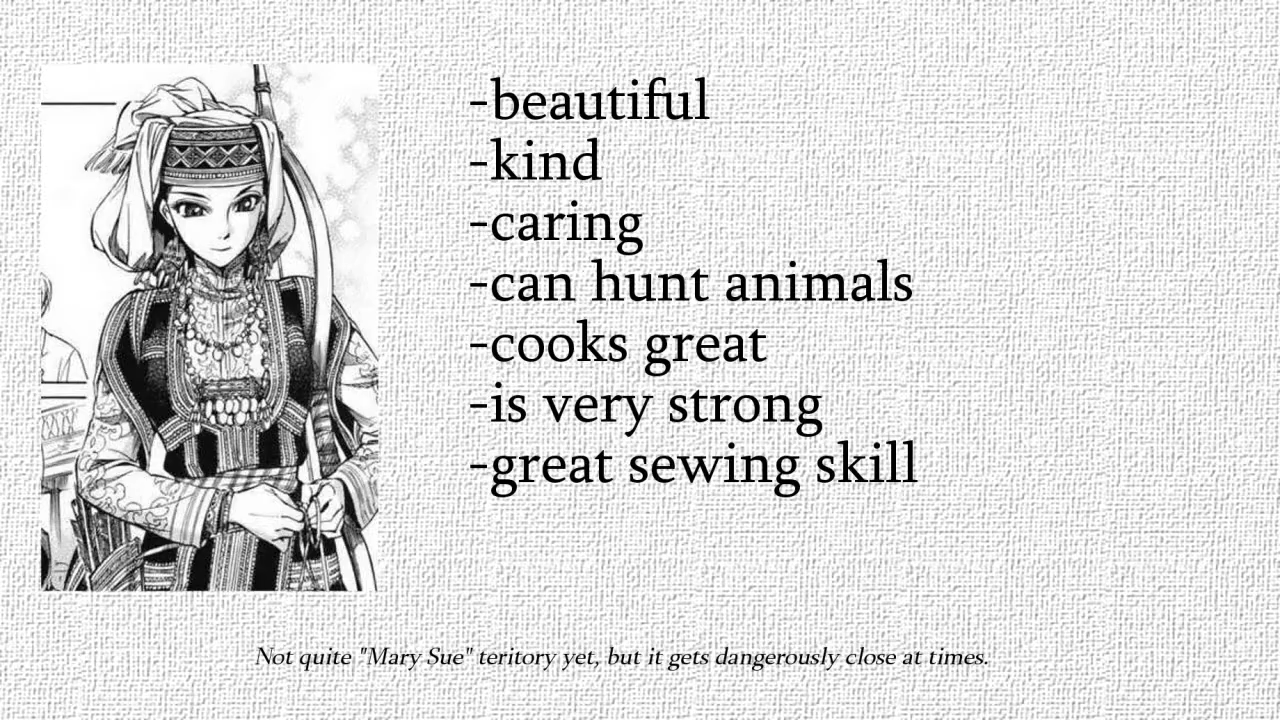 -beautiful
-kind
-caring
-can hunt animals
-cooks great
-is very strong
-great sewing skill
Not quite "Mary Sue" teritory yet, but it gets dangerously close at times.